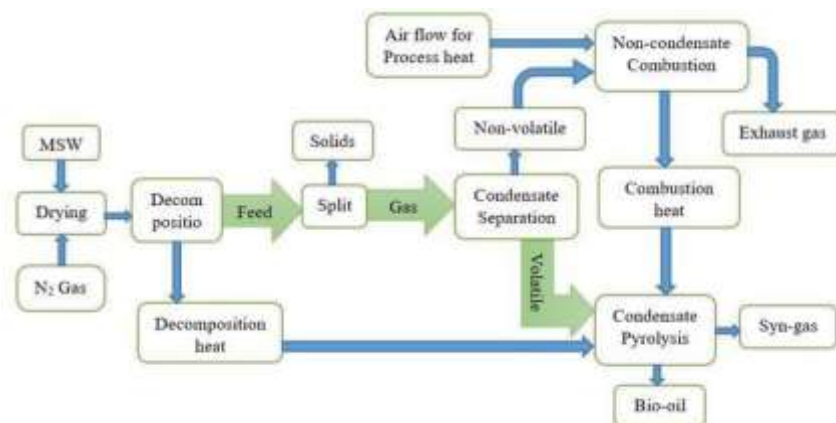 Air flow for
Process heat
Non-condensate
Combustion
Exhaust gas
Non-volatile
Solids
MSW
Drying
N₂ Gas
Decom
positio
Feed
Split
Gas
Condensate
Separation
Combustion
heat
Volatile
Decomposition
heat
Condensate
Pyrolysis
Syn-gas
Bio-oil